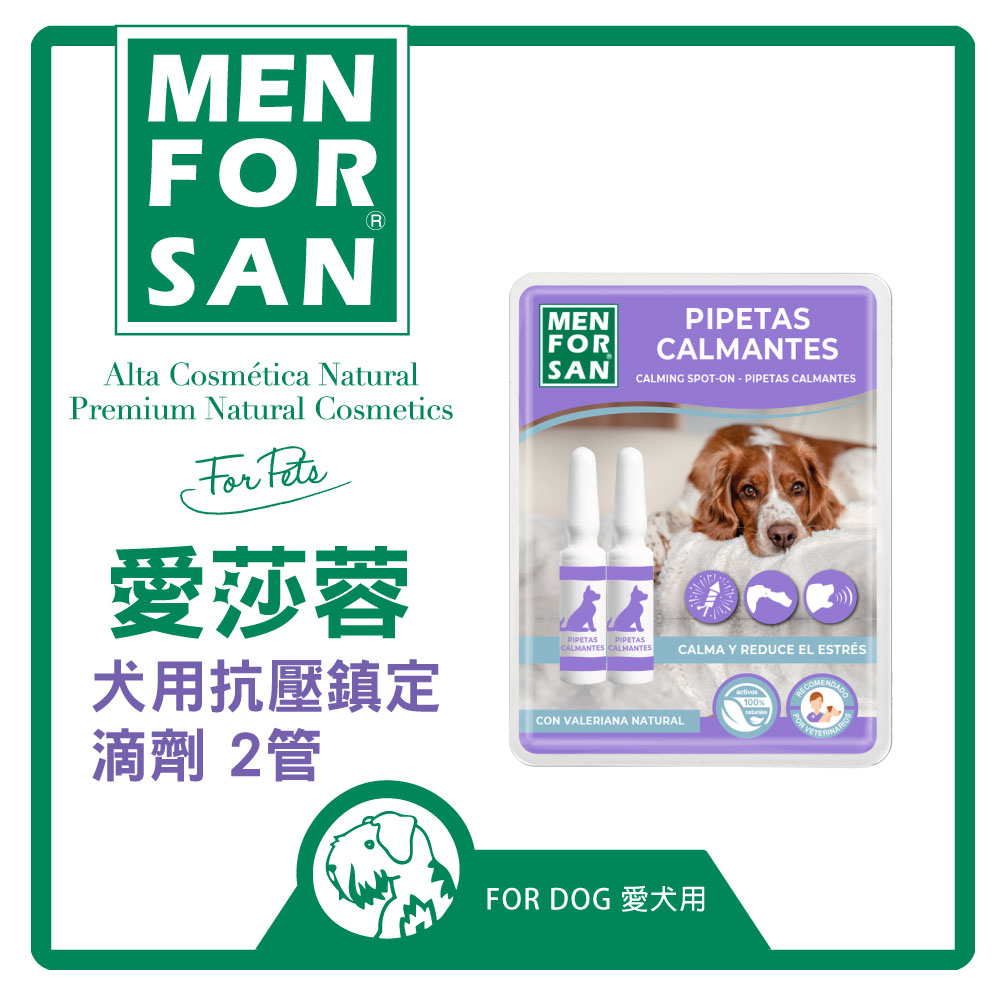 MEN
FOR
SAN®
Alta Cosmética Natural
Premium Natural Cosmetics
For Pets
愛莎蓉
犬用抗壓鎮定
滴劑 2管
MEN
FOR
SAN®
PIPETAS
CALMANTES
CALMING SPOT-ON - PIPETAS CALMANTES
PIPETAS
CALMANTES
PIPETAS
CALMANTES
CALMA Y REDUCE EL ESTRÉS
CON VALERIANA NATURAL
activos
100%
naturales
RECOMENDADO
POR VETERINARIOS
FOR DOG 愛犬用